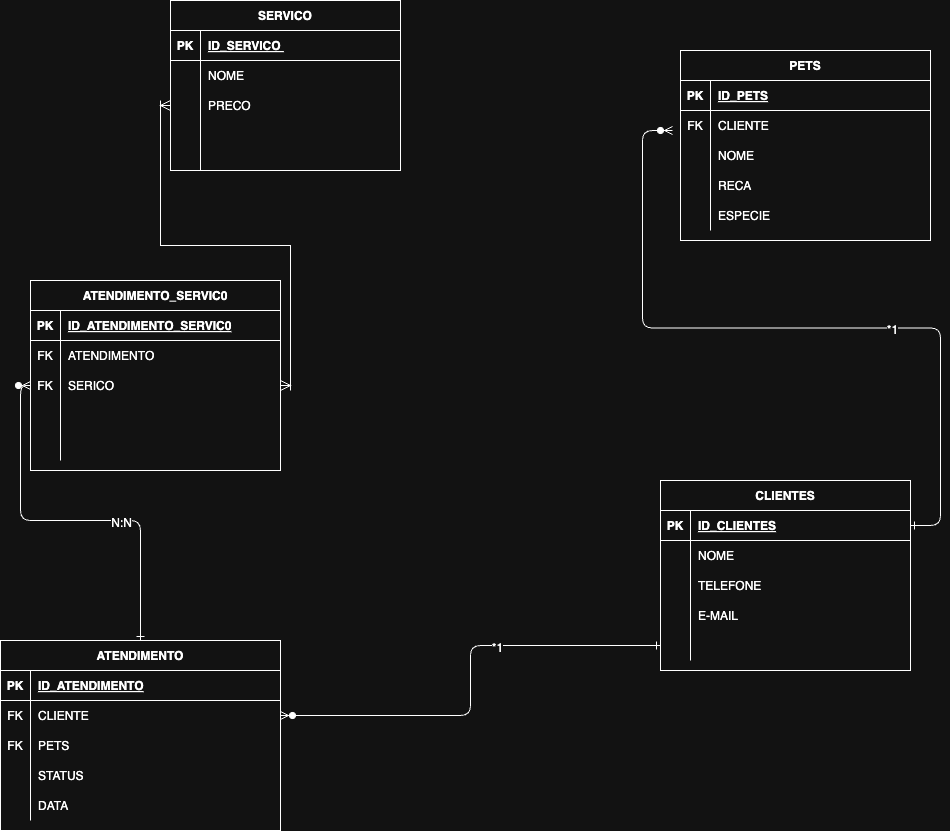 SERVICO
PK ID_SERVICO_
NOME
PRECO
PETS
PK ID_PETS
FK CLIENTE
NOME
RECA
ESPECIE
ATENDIMENTO_SERVIC0
PK ID_ATENDIMENTO_SERVIC0
FK ATENDIMENTO
FK SERICO
*1
N:N
CLIENTES
PK ID_CLIENTES
NOME
TELEFONE
E-MAIL
*1
ATENDIMENTO
PK ID_ATENDIMENTO
FK CLIENTE
FK PETS
STATUS
DATA